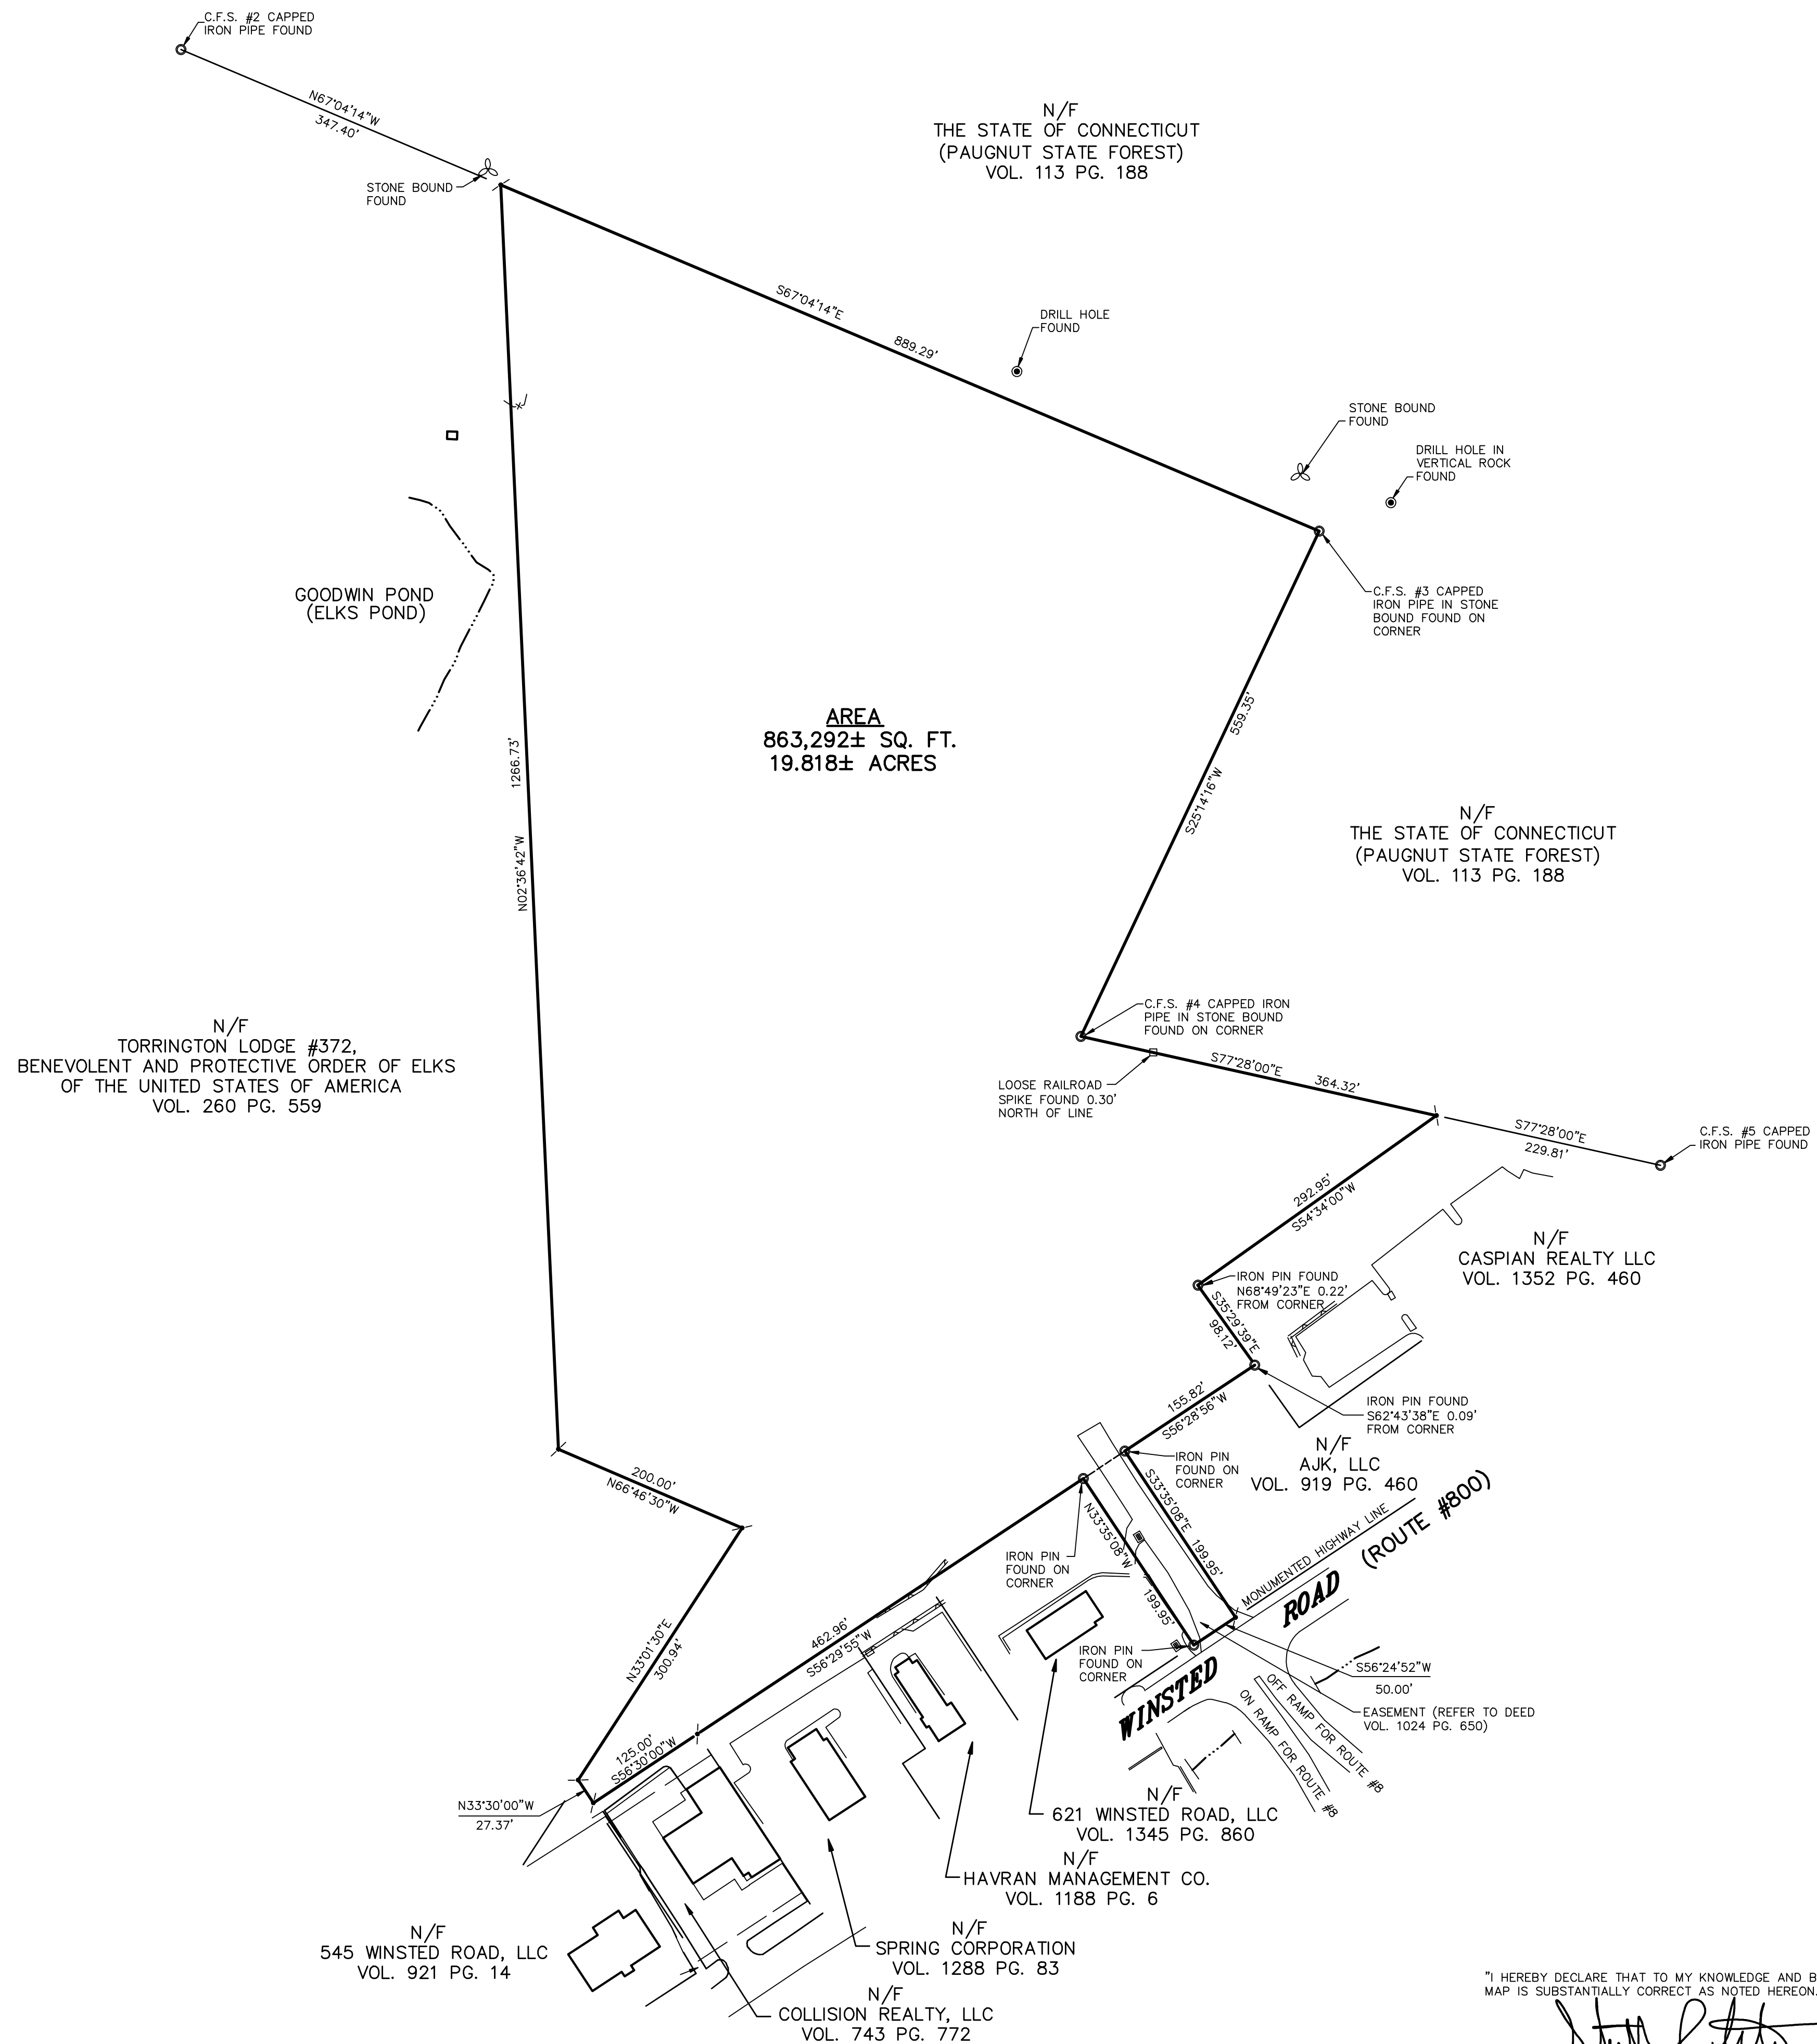 C.F.S. #2 CAPPED
IRON PIPE FOUND
N67°04'14"W
347.40'
STONE BOUND
FOUND
N/F
THE STATE OF CONNECTICUT
(PAUGNUT STATE FOREST)
VOL. 113 PG. 188
S67°04'14"E
889.29'
DRILL HOLE
FOUND
STONE BOUND
FOUND
DRILL HOLE IN
VERTICAL ROCK
FOUND
C.F.S. #3 CAPPED
IRON PIPE IN STONE
BOUND FOUND ON
CORNER
GOODWIN POND
(ELKS POND)
AREA
863,292± SQ. FT.
19.818± ACRES
1266.73'
N02°36'42"W
559.35'
S25°14'16"W
N/F
THE STATE OF CONNECTICUT
(PAUGNUT STATE FOREST)
VOL. 113 PG. 188
N/F
TORRINGTON LODGE #372,
BENEVOLENT AND PROTECTIVE ORDER OF ELKS
OF THE UNITED STATES OF AMERICA
VOL. 260 PG. 559
C.F.S. #4 CAPPED IRON
PIPE IN STONE BOUND
FOUND ON CORNER
LOOSE RAILROAD
SPIKE FOUND 0.30'
NORTH OF LINE
S77°28'00"E
364.32'
S77°28'00"E
229.81'
C.F.S. #5 CAPPED
IRON PIPE FOUND
292.95'
S54°34'00"W
N/F
CASPIAN REALTY LLC
VOL. 1352 PG. 460
IRON PIN FOUND
N68°49'23"E 0.22'
FROM CORNER
S35°29'39"E
98.12'
155.82'
S56°28'56"W
IRON PIN FOUND
S62°43'38"E 0.09'
FROM CORNER
N/F
AJK, LLC
VOL. 919 PG. 460
IRON PIN
FOUND ON
CORNER
S33°35'08"E 199.95'
N33°35'08"W
199.95'
MONUMENTED HIGHWAY LINE
(ROUTE #800)
WINSTED ROAD
IRON PIN
FOUND ON
CORNER
IRON PIN
FOUND ON
CORNER
S56°24'52"W
50.00'
EASEMENT (REFER TO DEED
VOL. 1024 PG. 650)
OFF RAMP FOR ROUTE #8
ON RAMP FOR ROUTE #8
200.00'
N66°46'30"W
N33°01'30"E
300.94'
462.96'
S56°29'55"W
125.00'
S56°30'00"W
N33°30'00"W
27.37'
N/F
621 WINSTED ROAD, LLC
VOL. 1345 PG. 860
N/F
HAVRAN MANAGEMENT CO.
VOL. 1188 PG. 6
N/F
SPRING CORPORATION
VOL. 1288 PG. 83
N/F
545 WINSTED ROAD, LLC
VOL. 921 PG. 14
N/F
COLLISION REALTY, LLC
VOL. 743 PG. 772
"I HEREBY DECLARE THAT TO MY KNOWLEDGE AND B
MAP IS SUBSTANTIALLY CORRECT AS NOTED HEREON.